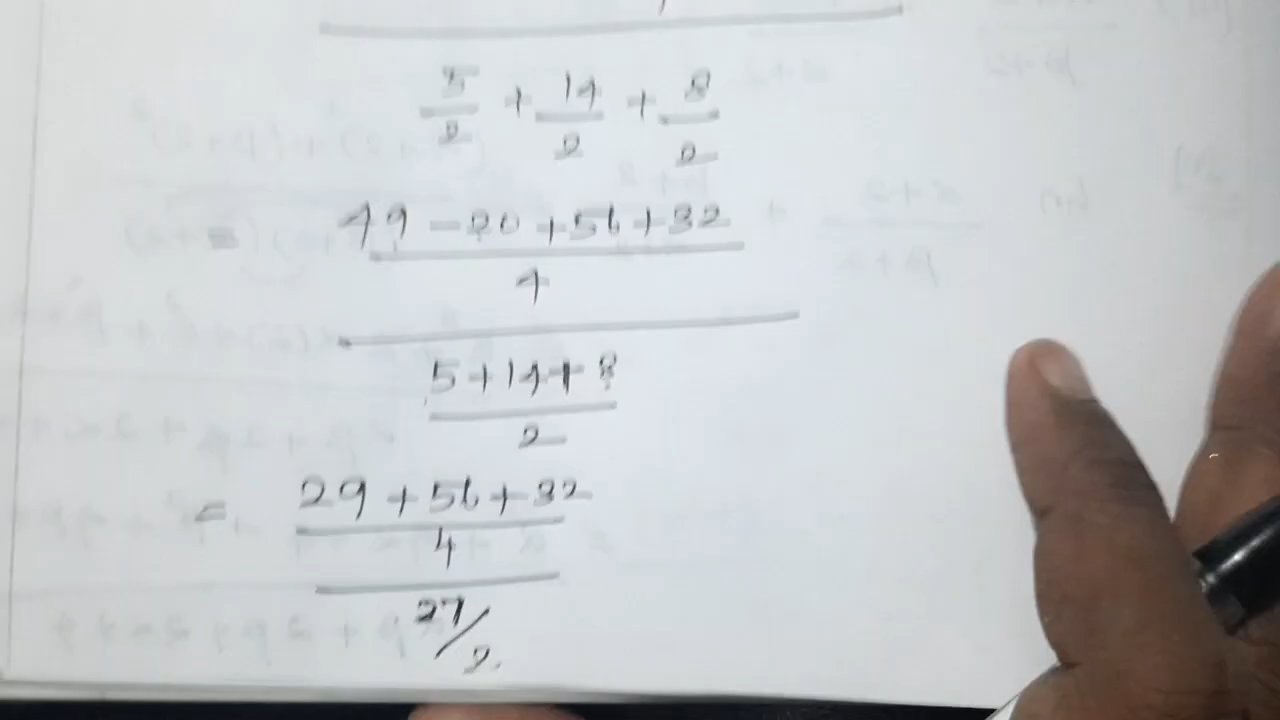 5/2 + 14/2 + 8/2
= 49 - 20 + 56 + 32
4
5 + 14 + 8
2
= 29 + 56 + 32
4
27/2